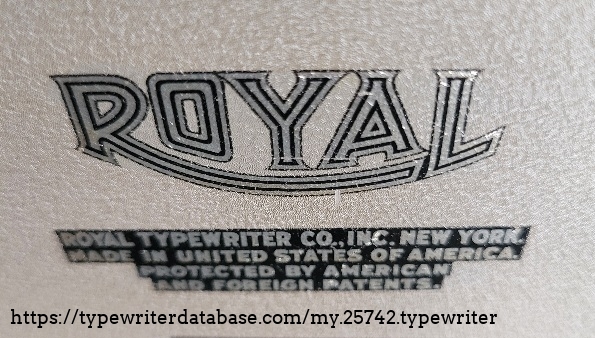 ROYAL
ROYAL TYPEWRITER CO., INC. NEW YORK.
MADE IN UNITED STATES OF AMERICA.
PROTECTED BY AMERICAN
AND FOREIGN PATENTS.
https://typewriterdatabase.com/my.25742.typewriter